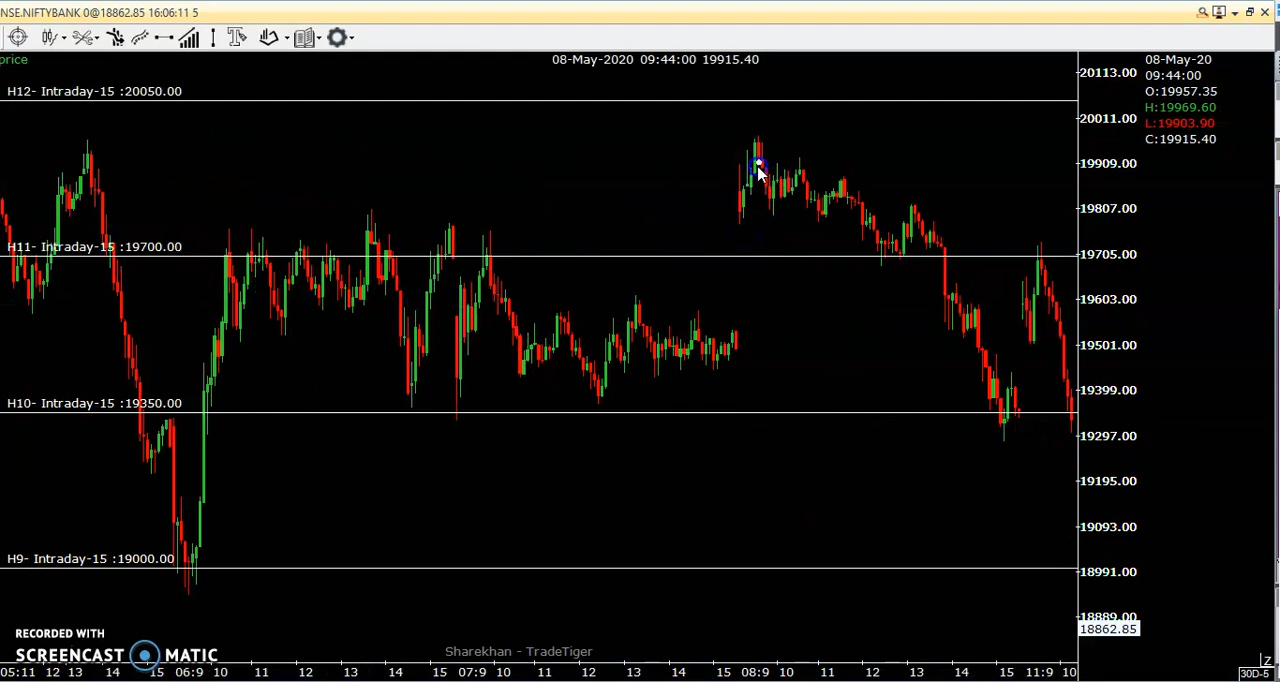 NSE.NIFTYBANK 0@18862.85 16:06:11 5
price
08-May-2020 09:44:00 19915.40
08-May-20
09:44:00
O:19957.35
H:19969.60
L:19903.90
C:19915.40
20113.00
20011.00
19909.00
19807.00
19705.00
19603.00
19501.00
19399.00
19297.00
19195.00
19093.00
18991.00
18889.00
18862.85
H12- Intraday-15 :20050.00
H11- Intraday-15 :19700.00
H10- Intraday-15 :19350.00
H9- Intraday-15 :19000.00
RECORDED WITH
SCREENCAST MATIC
Sharekhan - TradeTiger
05:11 12 13 14 15 06:9 10 11 12 13 14 15 07:9 10 11 12 13 14 15 08:9 10 11 12 13 14 15 11:9 10
Z
30D-5